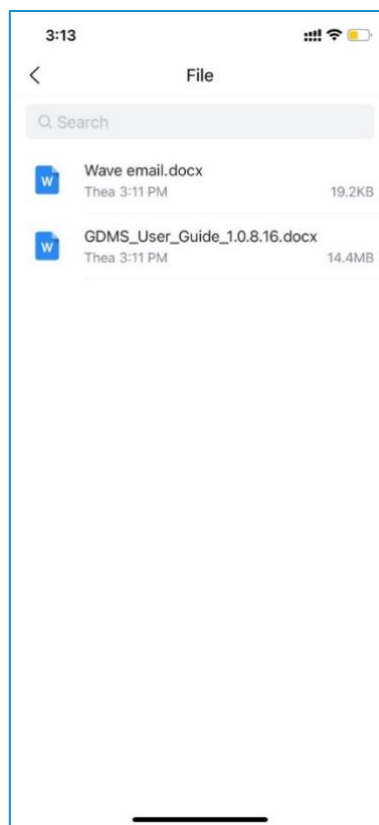 3:13
File
Search
W
Wave email.docx
Thea 3:11 PM 19.2KB
W
GDMS_User_Guide_1.0.8.16.docx
Thea 3:11 PM 14.4MB